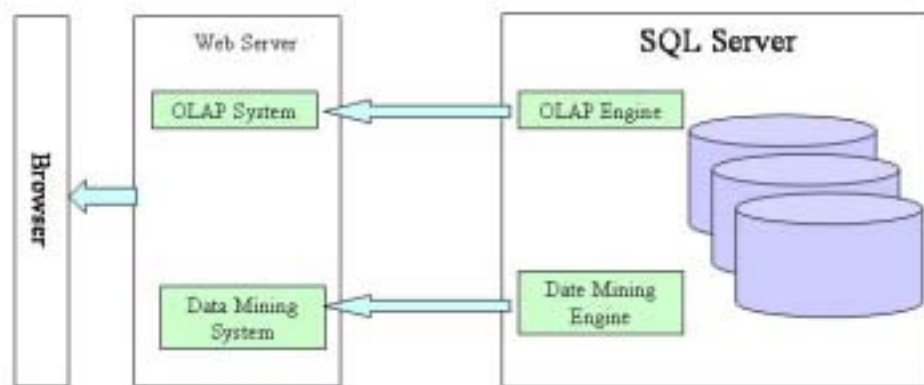 Browser
Web Server
OLAP System
Data Mining
System
SQL Server
OLAP Engine
Date Mining
Engine